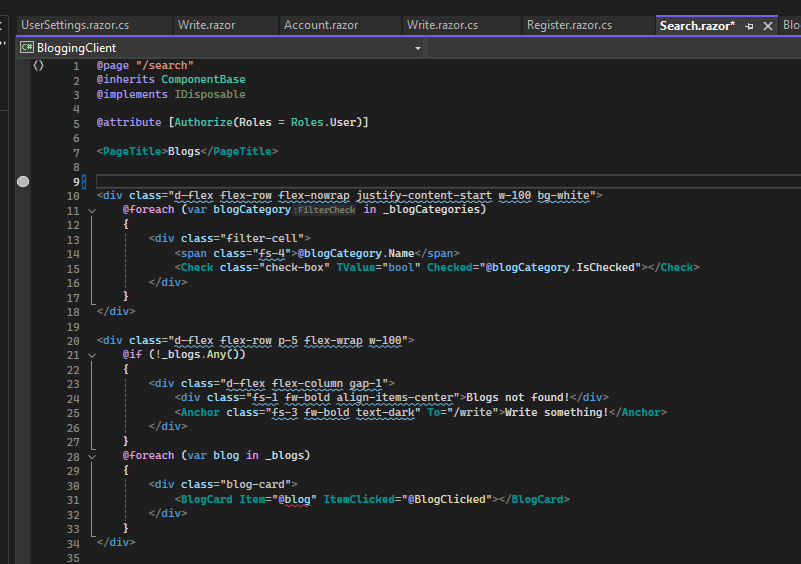 UserSettings.razor.cs Write.razor Account.razor Write.razor.cs Register.razor.cs Search.razor* Blo
C# BloggingClient
1 @page "/search"
2 @inherits ComponentBase
3 @implements IDisposable
4
5 @attribute [Authorize(Roles = Roles.User)]
6
7 <PageTitle>Blogs</PageTitle>
8
9
10 <div class="d-flex flex-row flex-nowrap justify-content-start w-100 bg-white">
11 @foreach (var blogCategory:FilterCheck in _blogCategories)
12 {
13 <div class="filter-cell">
14 <span class="fs-4">@blogCategory.Name</span>
15 <Check class="check-box" TValue="bool" Checked="@blogCategory.IsChecked"></Check>
16 </div>
17 }
18 </div>
19
20 <div class="d-flex flex-row p-5 flex-wrap w-100">
21 @if (!_blogs.Any())
22 {
23 <div class="d-flex flex-column gap-1">
24 <div class="fs-1 fw-bold align-items-center">Blogs not found!</div>
25 <Anchor class="fs-3 fw-bold text-dark" To="/write">Write something!</Anchor>
26 </div>
27 }
28 @foreach (var blog in _blogs)
29 {
30 <div class="blog-card">
31 <BlogCard Item="@blog" ItemClicked="@BlogClicked"></BlogCard>
32 </div>
33 }
34 </div>
35